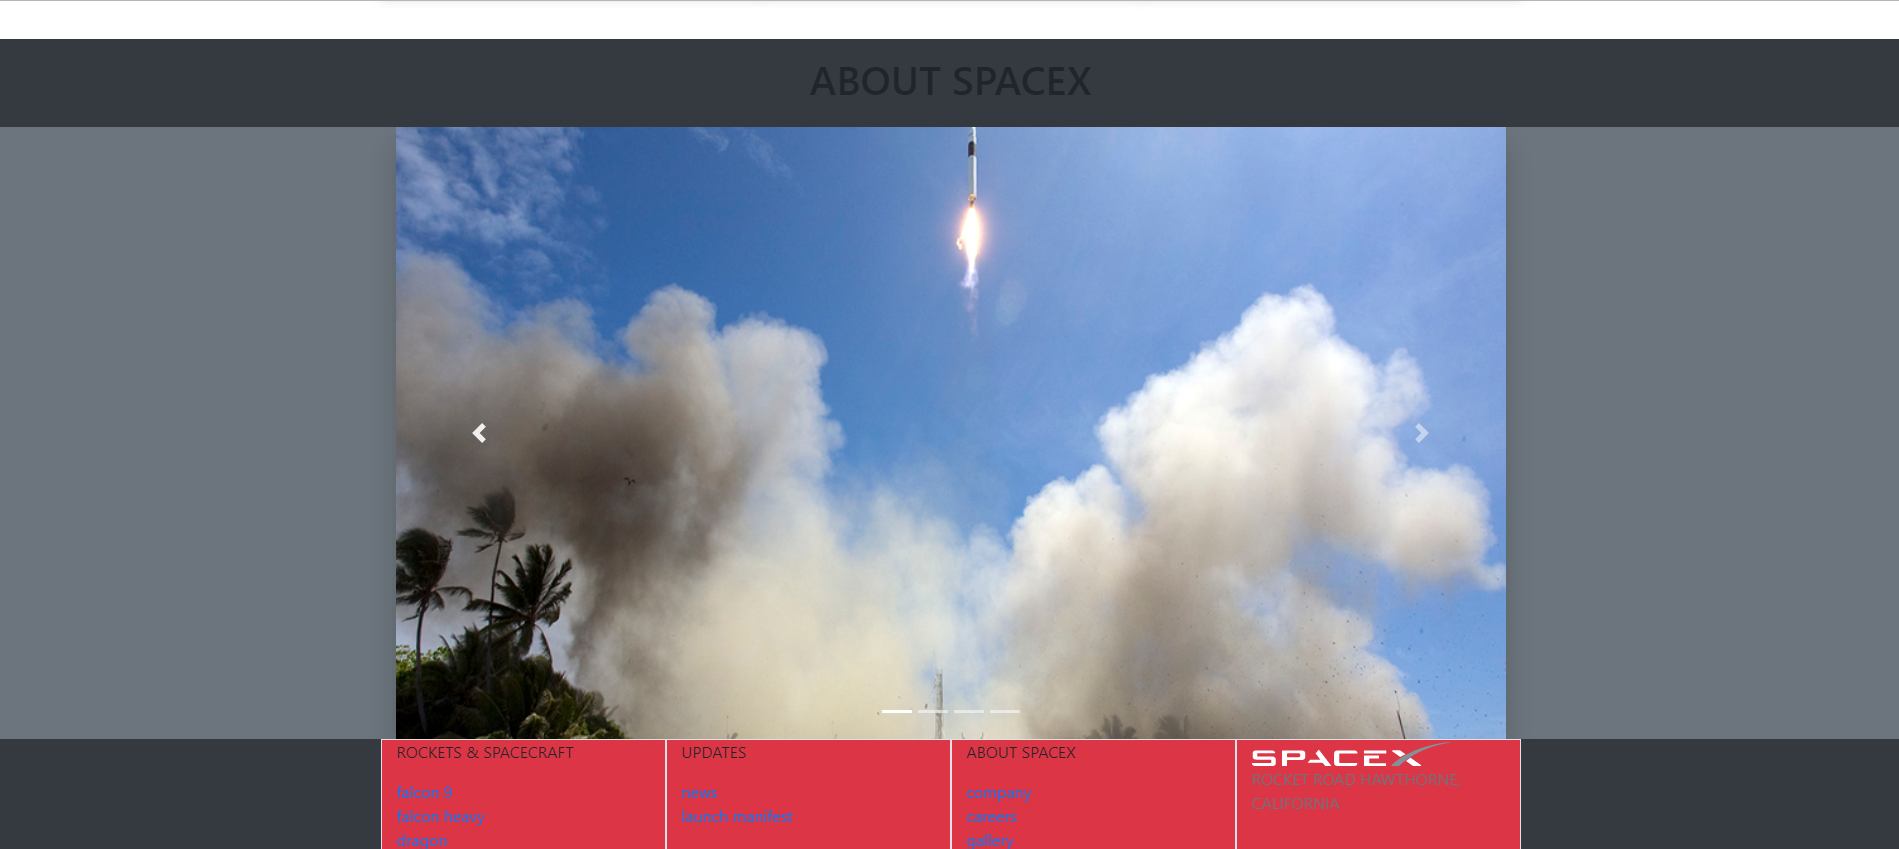 ABOUT SPACEX
ROCKETS & SPACECRAFT
falcon 9
falcon heavy
dragon
UPDATES
news
launch manifest
ABOUT SPACEX
company
careers
gallery
SPACEX
ROCKET ROAD HAWTHORNE,
CALIFORNIA